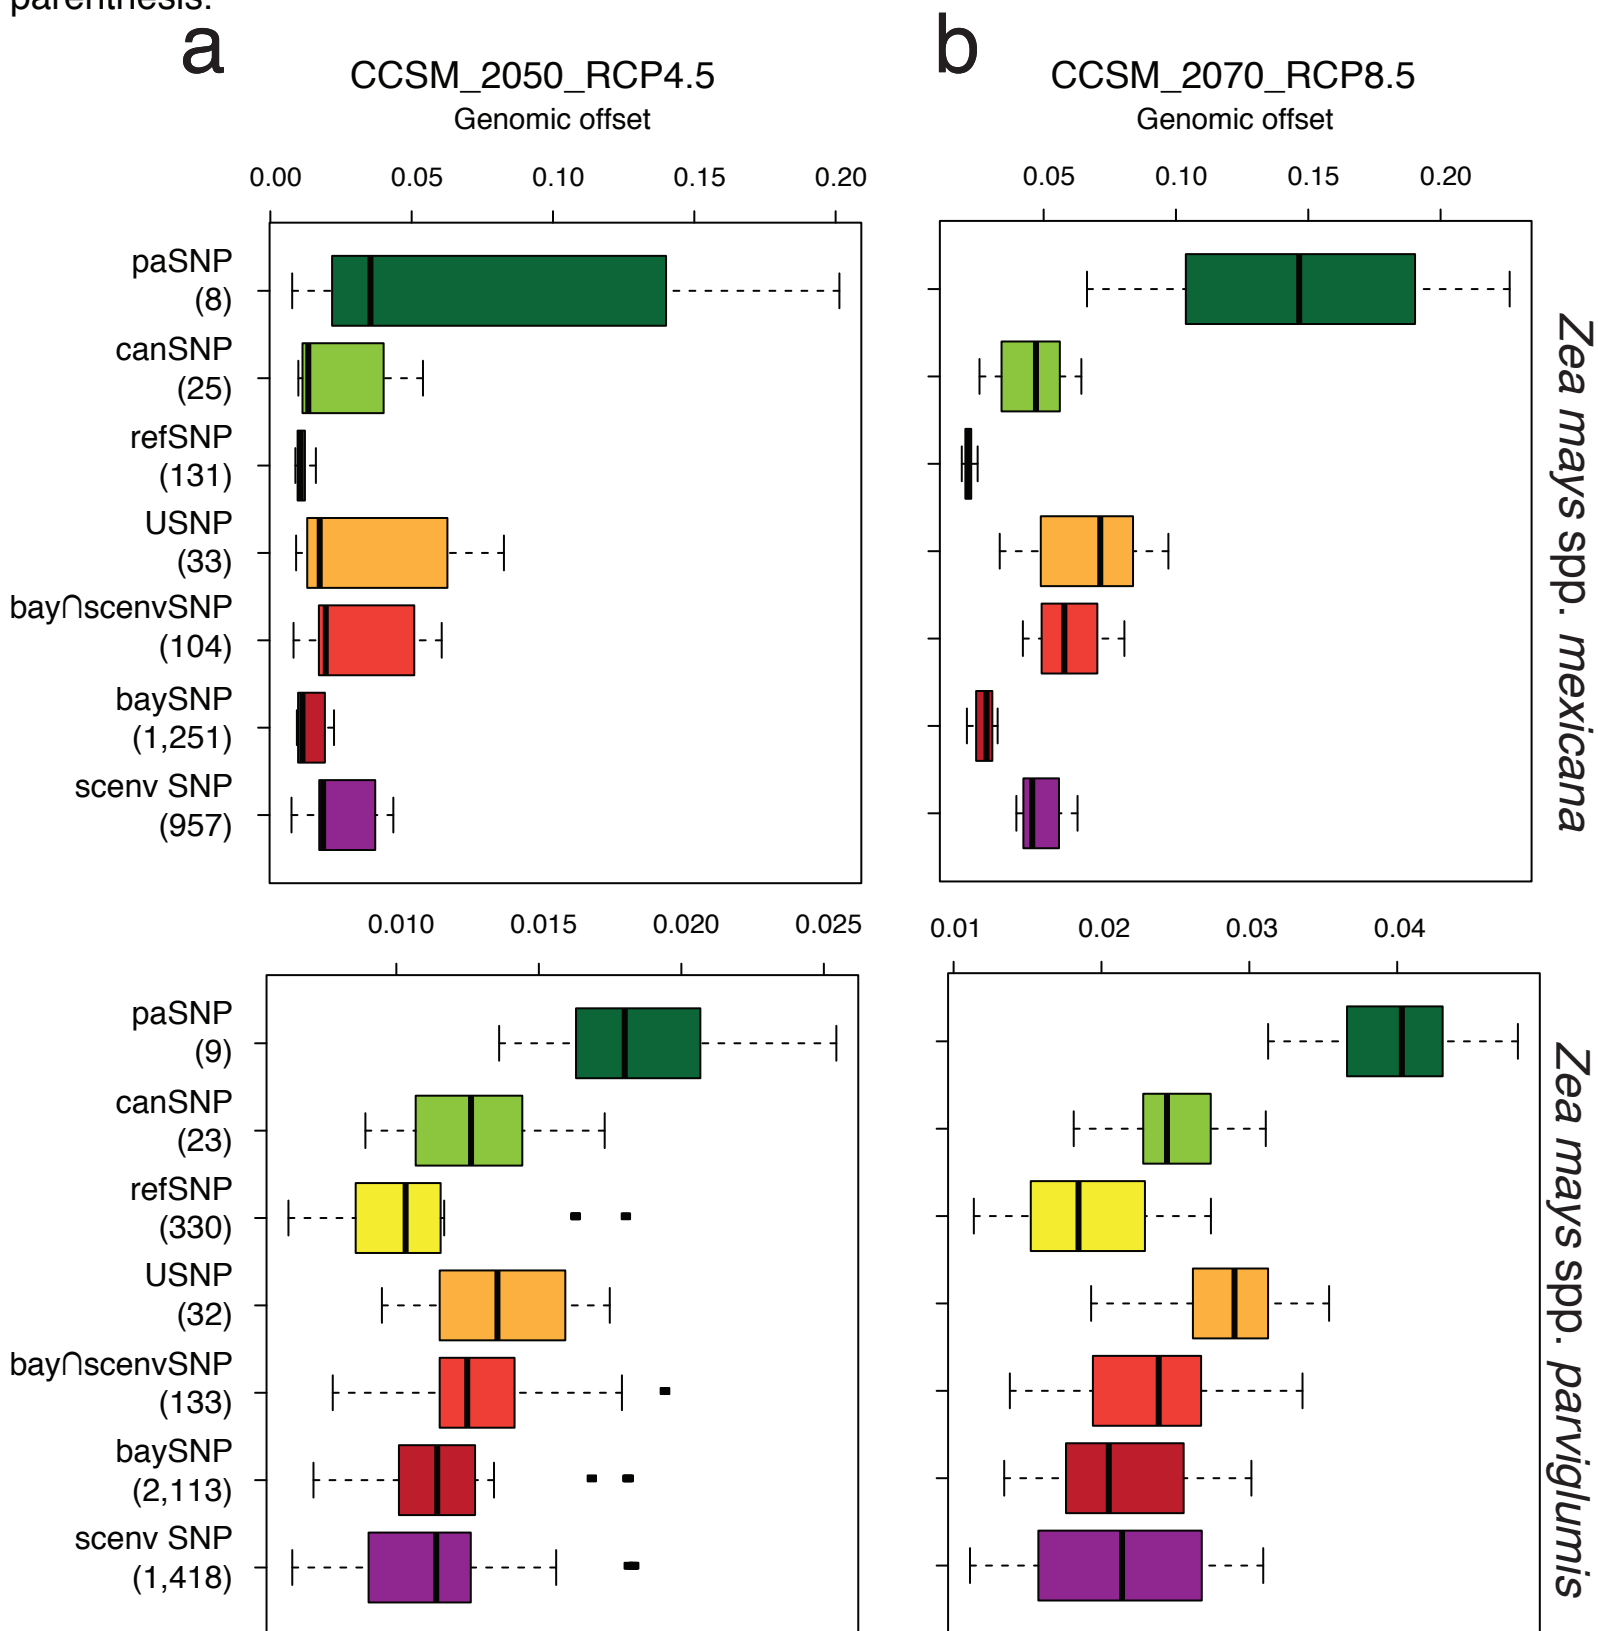 parenthesis.
a
b
CCSM_2050_RCP4.5
CCSM_2070_RCP8.5
Genomic offset
Genomic offset
0.00 0.05 0.10 0.15 0.20
0.05 0.10 0.15 0.20
paSNP
(8)
canSNP
(25)
refSNP
(131)
USNP
(33)
bay∩scenvSNP
(104)
baySNP
(1,251)
scenv SNP
(957)
Zea mays spp. mexicana
0.010 0.015 0.020 0.025
0.01 0.02 0.03 0.04
paSNP
(9)
canSNP
(23)
refSNP
(330)
USNP
(32)
bay∩scenvSNP
(133)
baySNP
(2,113)
scenv SNP
(1,418)
Zea mays spp. parviglumis